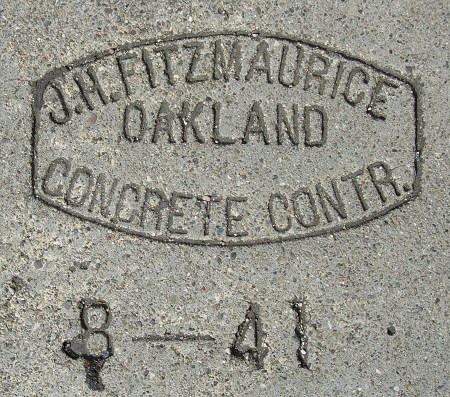 J.H. FITZMAURICE
OAKLAND
CONCRETE CONTR.
8-41